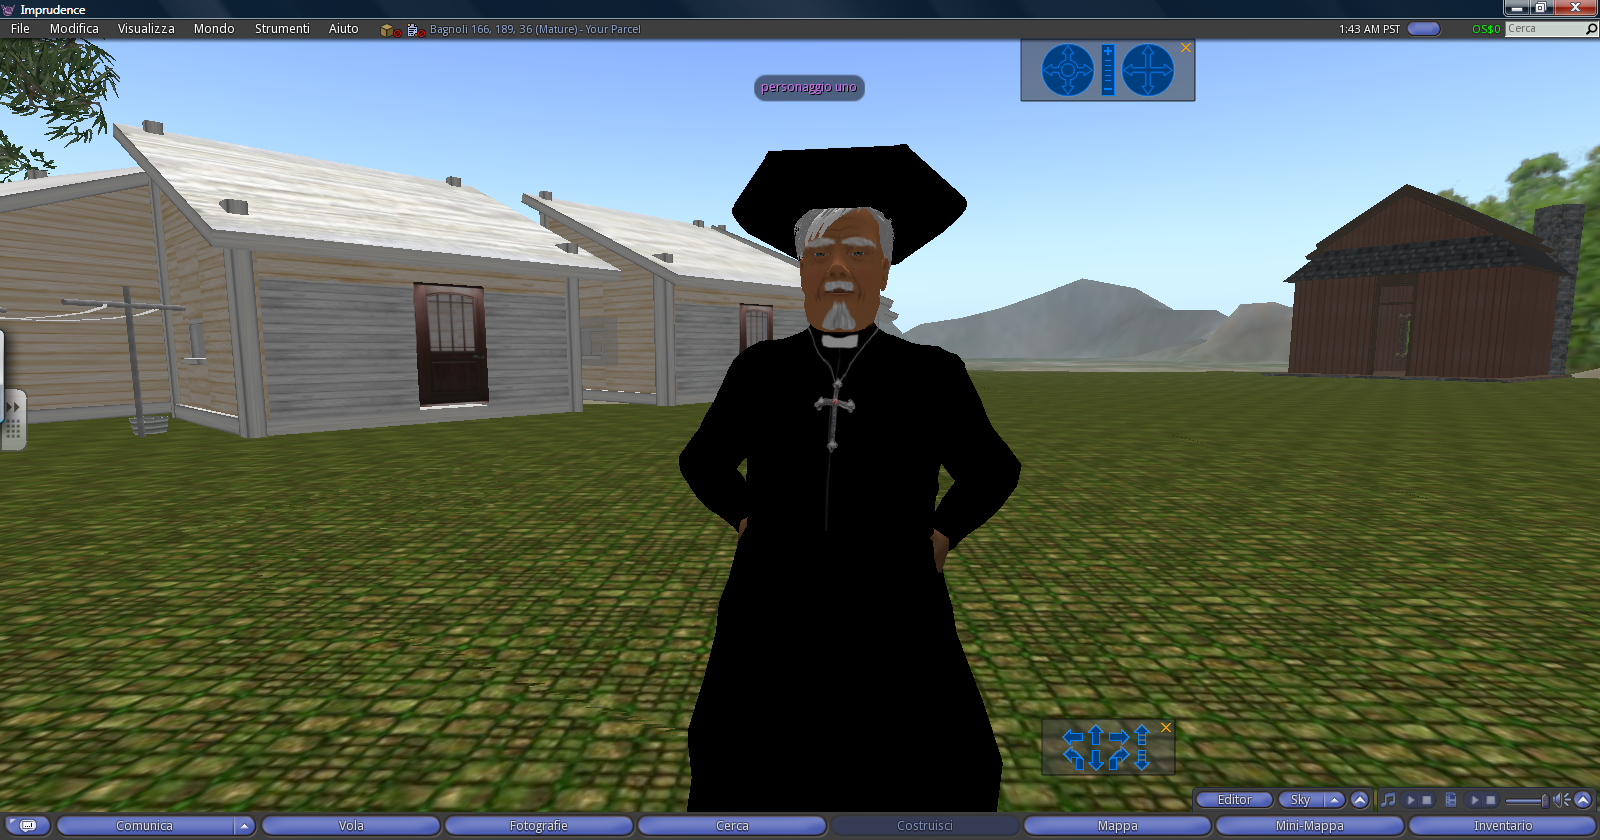 Imprudence
File Modifica Visualizza Mondo Strumenti Aiuto Bagnoli 166, 189, 36 (Mature) - Your Parcel 1:43 AM PST OS$0 Cerca
personaggio uno
Editor Sky
Comunica Vola Fotografie Cerca Costruisci Mappa Mini-Mappa Inventario